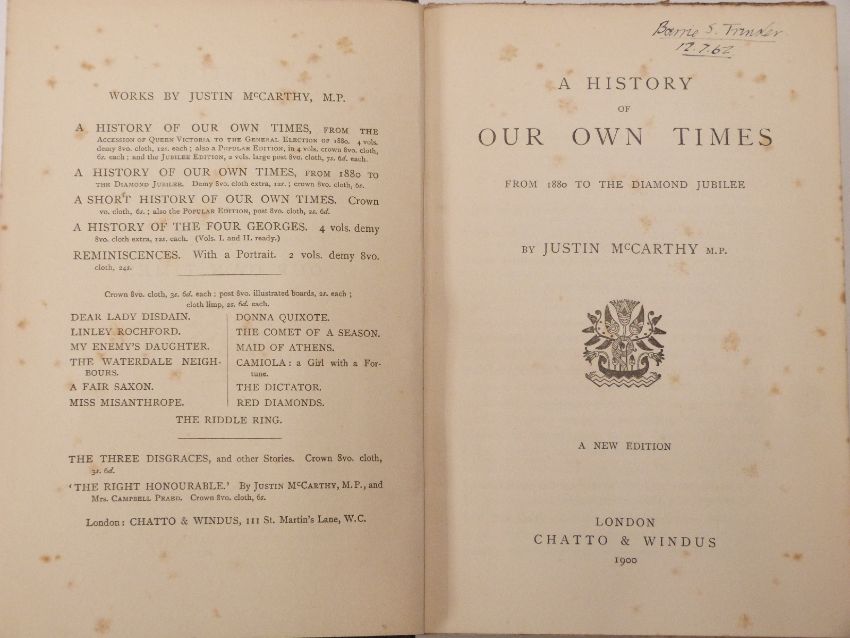 WORKS BY JUSTIN McCARTHY, M.P.
A HISTORY OF OUR OWN TIMES, FROM THE
ACCESSION OF QUEEN VICTORIA TO THE GENERAL ELECTION OF 1880. 4 vols.
demy 8vo. cloth, 12s. each; also a POPULAR EDITION, in 4 vols. crown 8vo. cloth,
6s. each; and the JUBILEE EDITION, 2 vols. large post 8vo. cloth, 7s. 6d. each.
A HISTORY OF OUR OWN TIMES, FROM 1880 TO
THE DIAMOND JUBILEE. Demy 8vo. cloth extra, 12s.; crown 8vo. cloth, 6s.
A SHORT HISTORY OF OUR OWN TIMES. Crown
vo. cloth, 6s.; also the POPULAR EDITION, post 8vo. cloth, 2s. 6d.
A HISTORY OF THE FOUR GEORGES. 4 vols. demy
8vo. cloth extra, 12s. each. (Vols. I. and II. ready.)
REMINISCENCES. With a Portrait. 2 vols. demy 8vo.
cloth, 24s.
Crown 8vo. cloth, 3s. 6d. each; post 8vo. illustrated boards, 2s. each;
cloth limp, 2s. 6d. each.
DEAR LADY DISDAIN.
LINLEY ROCHFORD.
MY ENEMY'S DAUGHTER.
THE WATERDALE NEIGH-
BOURS.
A FAIR SAXON.
MISS MISANTHROPE.
DONNA QUIXOTE.
THE COMET OF A SEASON.
MAID OF ATHENS.
CAMIOLA: a Girl with a For-
tune.
THE DICTATOR.
RED DIAMONDS.
THE RIDDLE RING.
THE THREE DISGRACES, and other Stories. Crown 8vo. cloth,
3s. 6d.
'THE RIGHT HONOURABLE.' By JUSTIN McCARTHY, M.P., and
MRS. CAMPBELL PRAED. Crown 8vo. cloth, 6s.
London: CHATTO & WINDUS, 111 St. Martin's Lane, W.C.
Barrie S. Trinder
12.7.62
A HISTORY
OF
OUR OWN TIMES
FROM 1880 TO THE DIAMOND JUBILEE
BY JUSTIN McCARTHY M.P.
A NEW EDITION
LONDON
CHATTO & WINDUS
1900